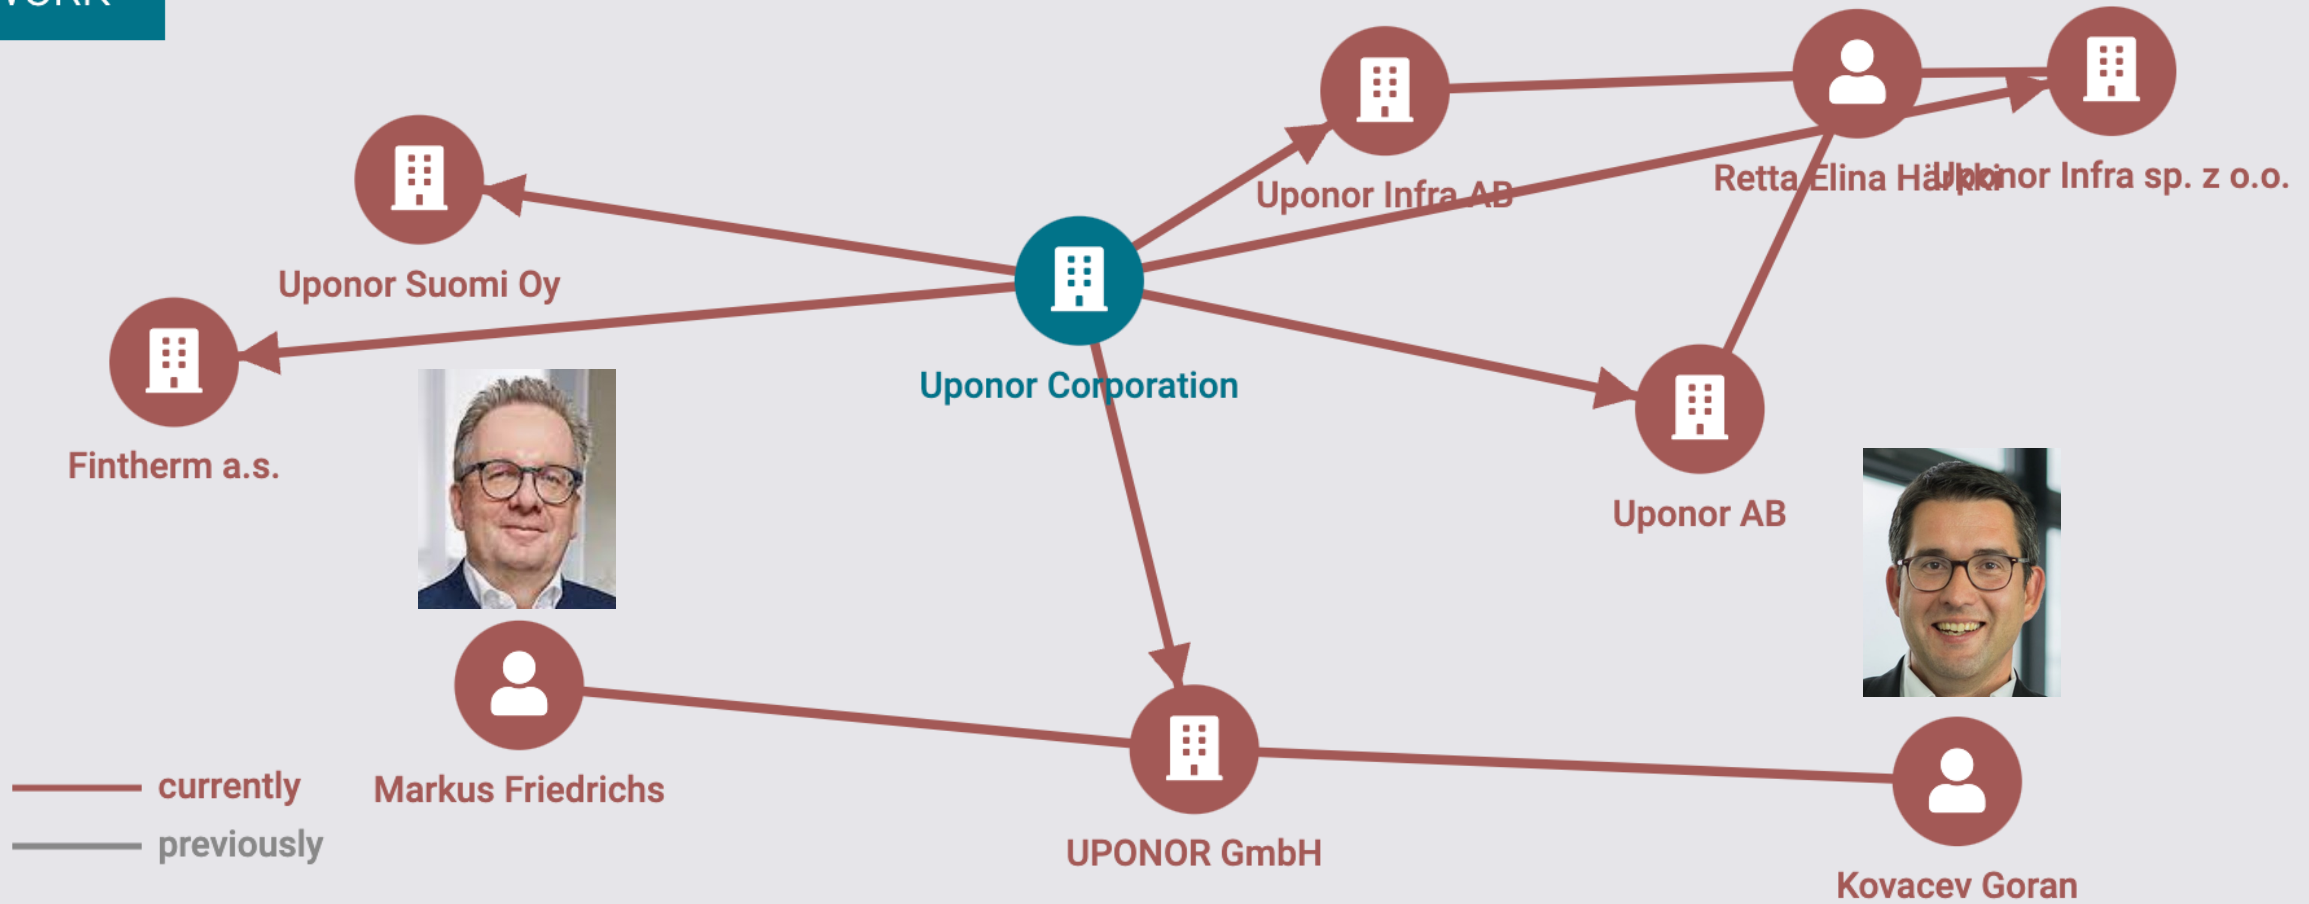 Uponor Infra AB
Retta Elina Härkki
Uponor Infra sp. z o.o.
Uponor Suomi Oy
Uponor Corporation
Fintherm a.s.
Uponor AB
currently
previously
Markus Friedrichs
UPONOR GmbH
Kovacev Goran